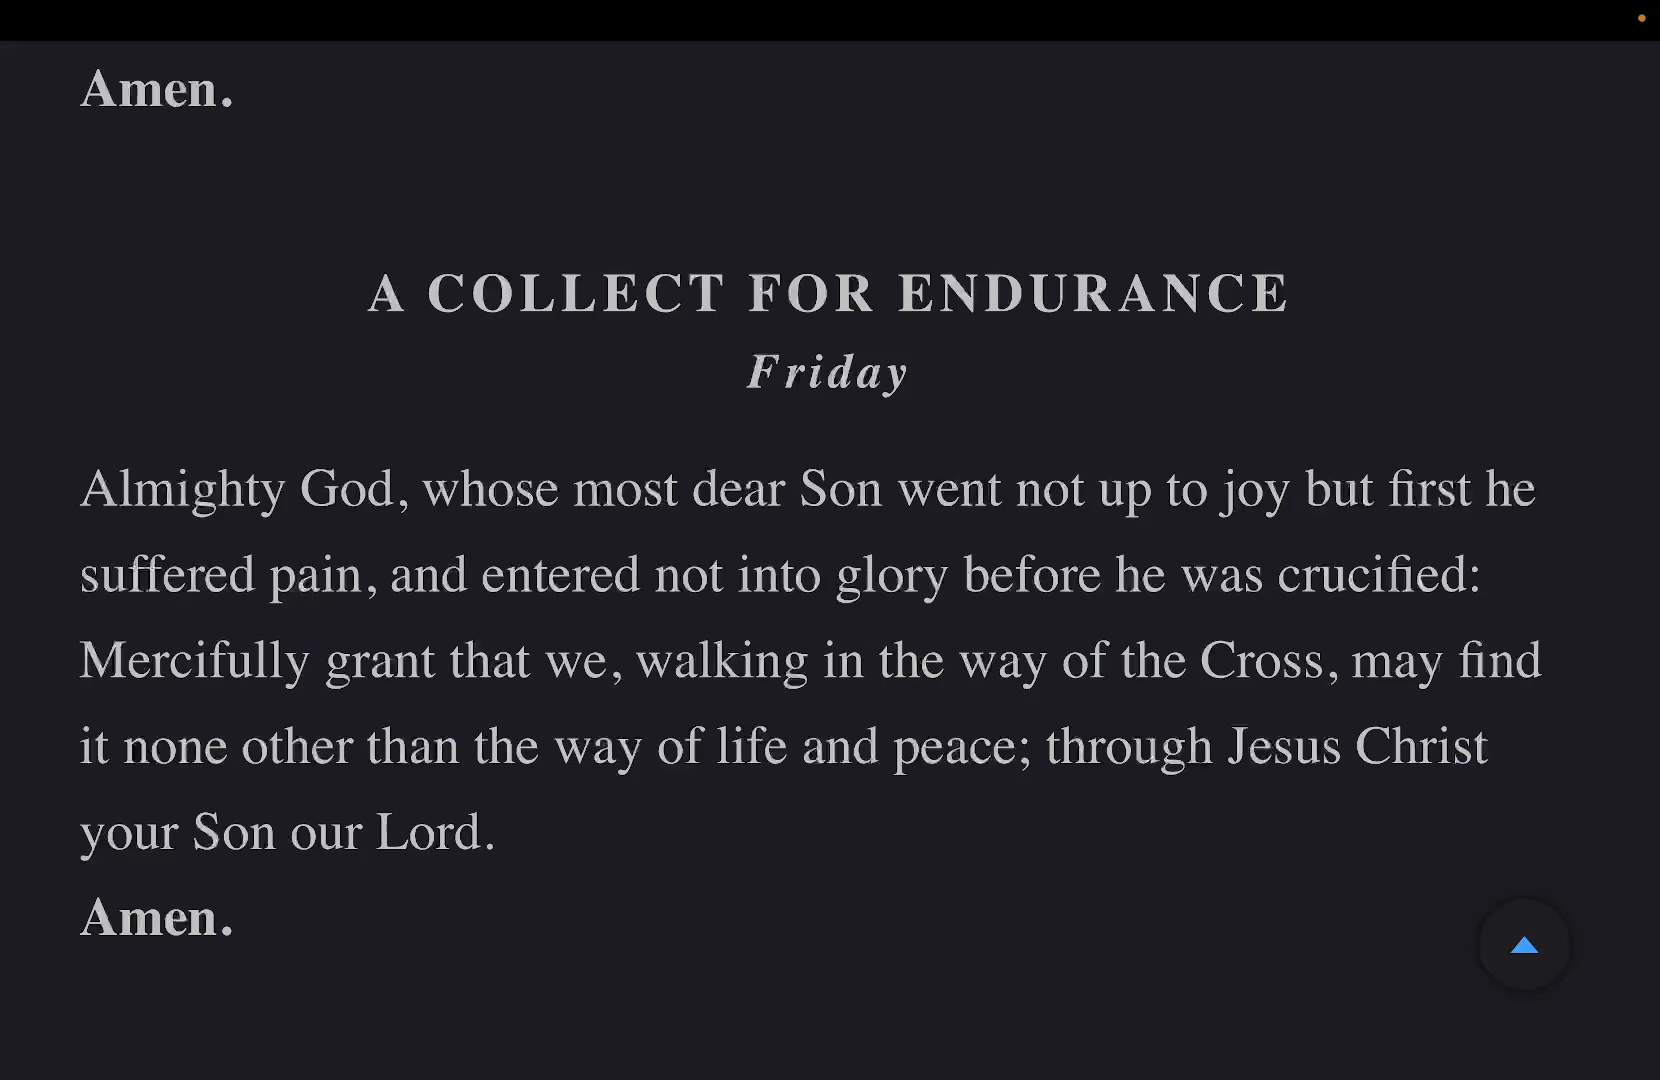 Amen.
A COLLECT FOR ENDURANCE
Friday
Almighty God, whose most dear Son went not up to joy but first he
suffered pain, and entered not into glory before he was crucified:
Mercifully grant that we, walking in the way of the Cross, may find
it none other than the way of life and peace; through Jesus Christ
your Son our Lord.
Amen.